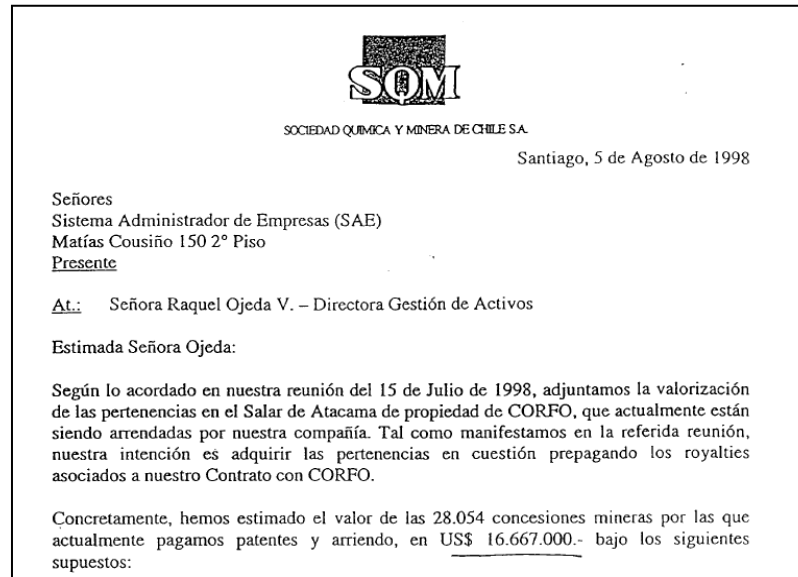 SQM
SOCIEDAD QUIMICA Y MINERA DE CHILE S.A.
Santiago, 5 de Agosto de 1998
Señores
Sistema Administrador de Empresas (SAE)
Matías Cousiño 150 2° Piso
Presente
At.: Señora Raquel Ojeda V. – Directora Gestión de Activos
Estimada Señora Ojeda:
Según lo acordado en nuestra reunión del 15 de Julio de 1998, adjuntamos la valorización
de las pertenencias en el Salar de Atacama de propiedad de CORFO, que actualmente están
siendo arrendadas por nuestra compañía. Tal como manifestamos en la referida reunión,
nuestra intención es adquirir las pertenencias en cuestión prepagando los royalties
asociados a nuestro Contrato con CORFO.
Concretamente, hemos estimado el valor de las 28.054 concesiones mineras por las que
actualmente pagamos patentes y arriendo, en US$ 16.667.000.- bajo los siguientes
supuestos: